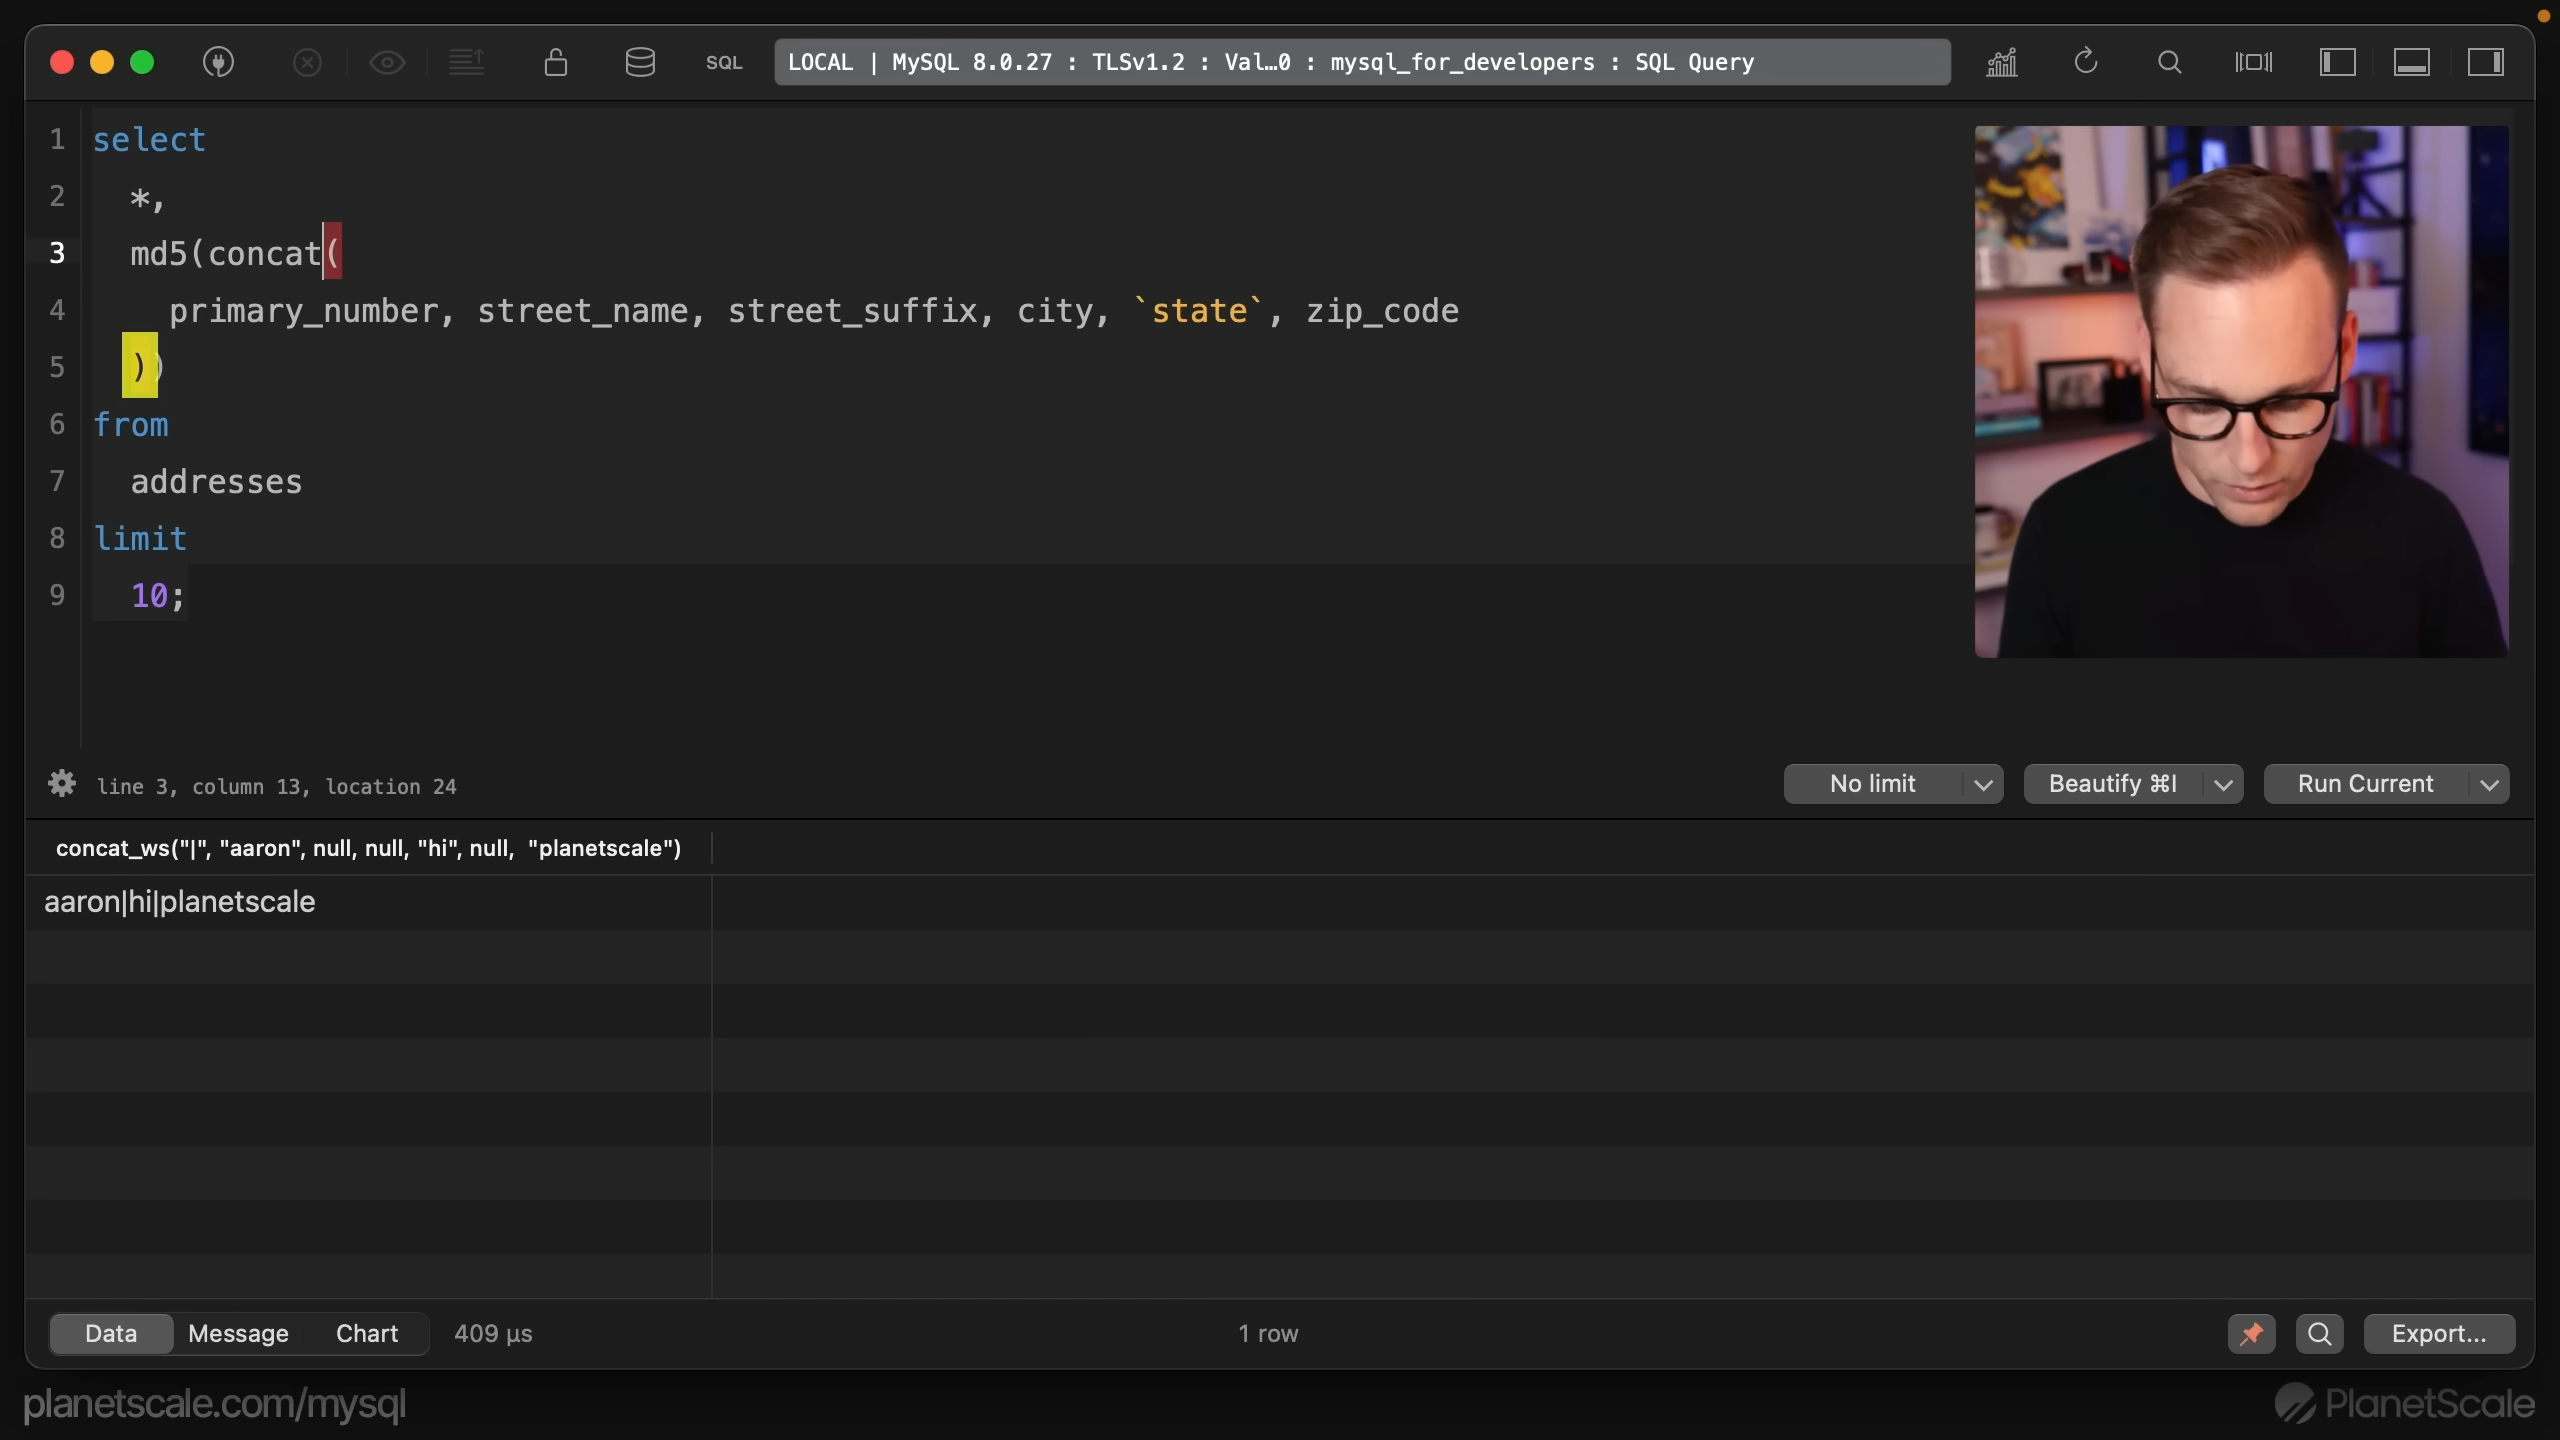 SQL
LOCAL | MySQL 8.0.27 : TLSv1.2 : Val…0 : mysql_for_developers : SQL Query
1 select
2 *,
3 md5(concat(
4 primary_number, street_name, street_suffix, city, `state`, zip_code
5 ))
6 from
7 addresses
8 limit
9 10;
line 3, column 13, location 24
No limit
Beautify ⌘I
Run Current
concat_ws("|", "aaron", null, null, "hi", null, "planetscale")
aaron|hi|planetscale
Data Message Chart 409 µs
1 row
Export...
planetscale.com/mysql
PlanetScale